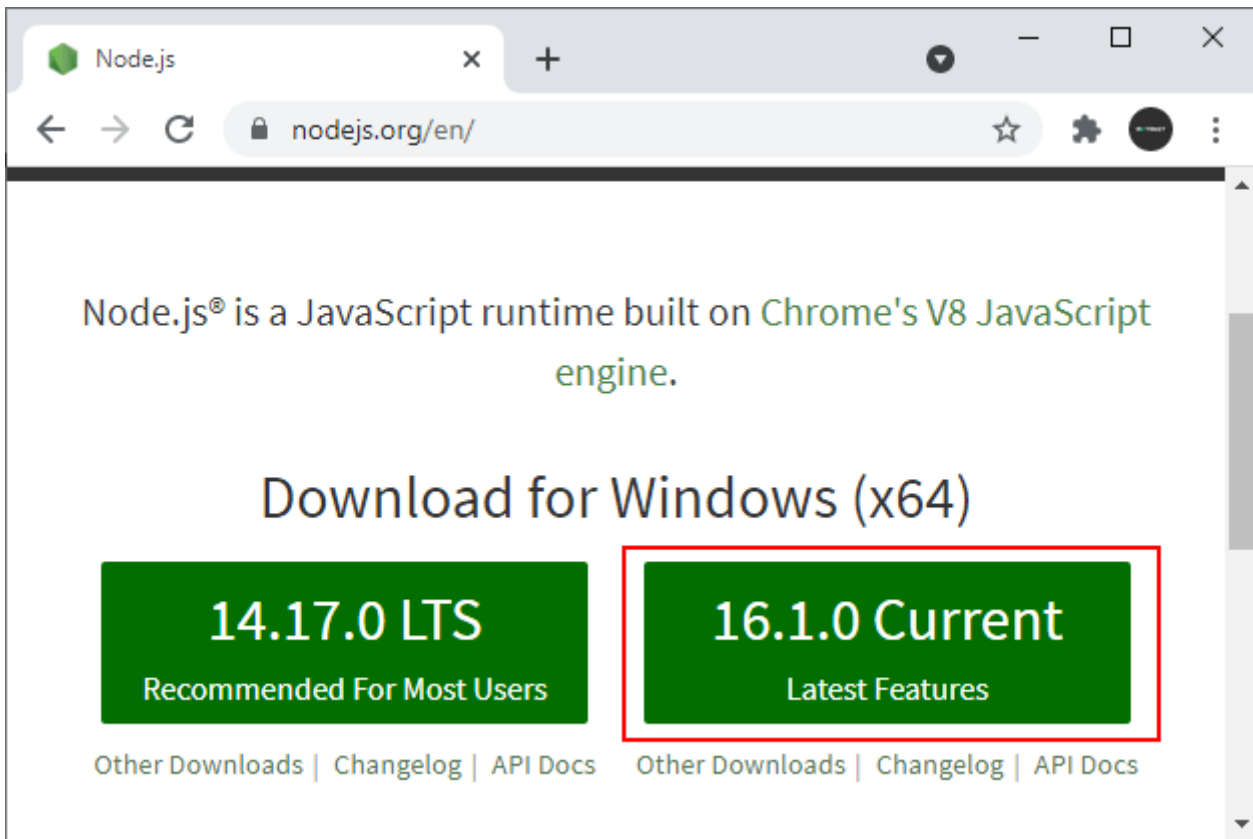 Node.js
nodejs.org/en/
Node.js® is a JavaScript runtime built on Chrome's V8 JavaScript
engine.
Download for Windows (x64)
14.17.0 LTS
Recommended For Most Users
16.1.0 Current
Latest Features
Other Downloads | Changelog | API Docs
Other Downloads | Changelog | API Docs